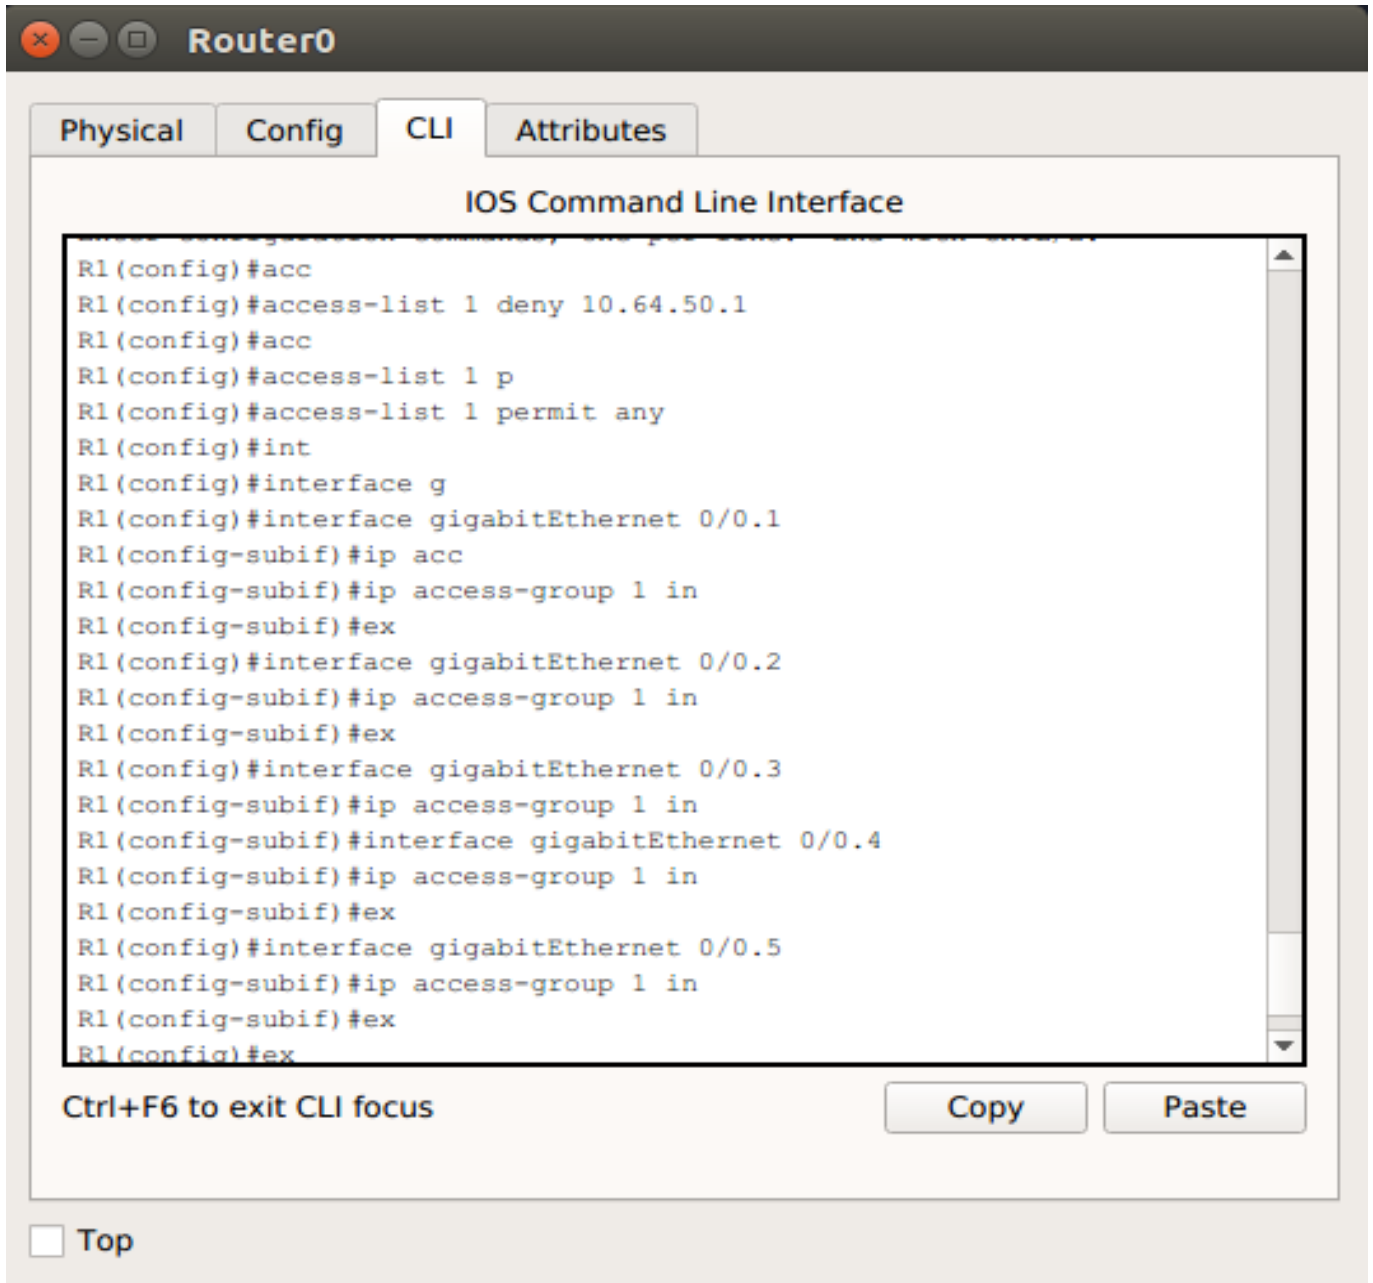 Router0
Physical Config CLI Attributes
IOS Command Line Interface
R1(config)#acc
R1(config)#access-list 1 deny 10.64.50.1
R1(config)#acc
R1(config)#access-list 1 p
R1(config)#access-list 1 permit any
R1(config)#int
R1(config)#interface g
R1(config)#interface gigabitEthernet 0/0.1
R1(config-subif)#ip acc
R1(config-subif)#ip access-group 1 in
R1(config-subif)#ex
R1(config)#interface gigabitEthernet 0/0.2
R1(config-subif)#ip access-group 1 in
R1(config-subif)#ex
R1(config)#interface gigabitEthernet 0/0.3
R1(config-subif)#ip access-group 1 in
R1(config-subif)#interface gigabitEthernet 0/0.4
R1(config-subif)#ip access-group 1 in
R1(config-subif)#ex
R1(config)#interface gigabitEthernet 0/0.5
R1(config-subif)#ip access-group 1 in
R1(config-subif)#ex
R1(config)#ex
Ctrl+F6 to exit CLI focus
Copy Paste
Top